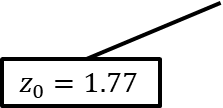 z₀ = 1.77